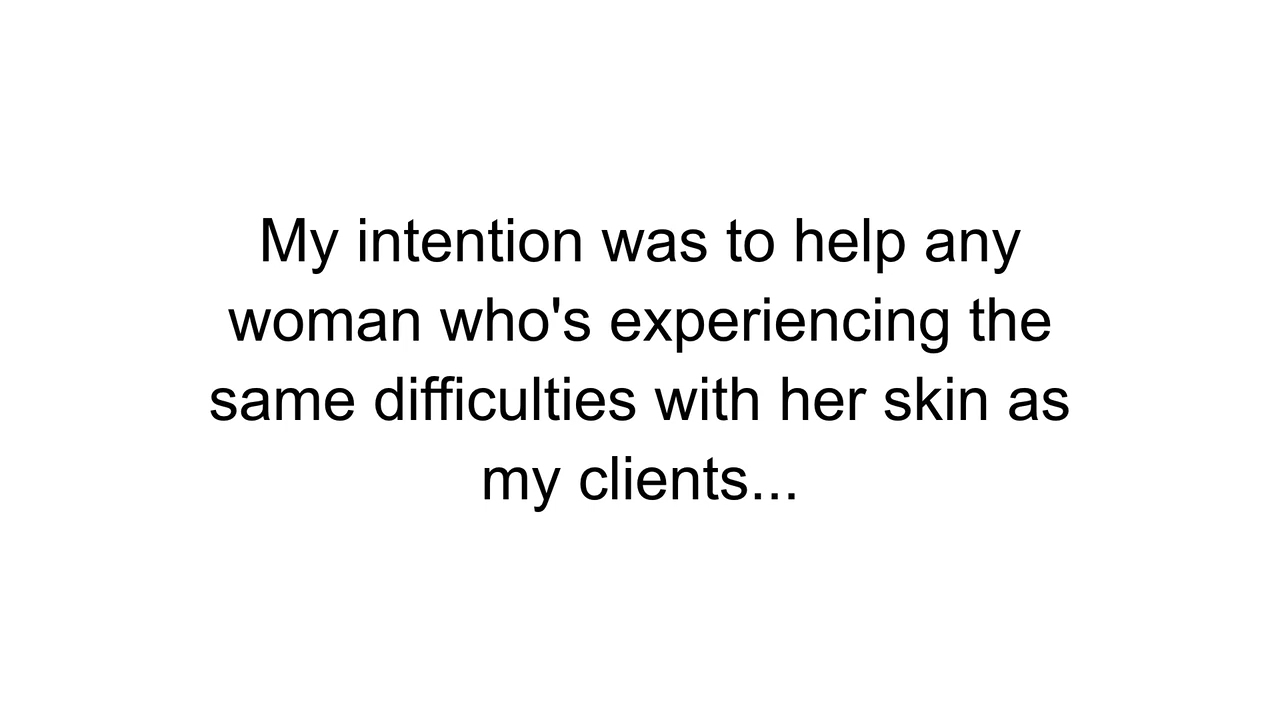 My intention was to help any
woman who's experiencing the
same difficulties with her skin as
my clients...